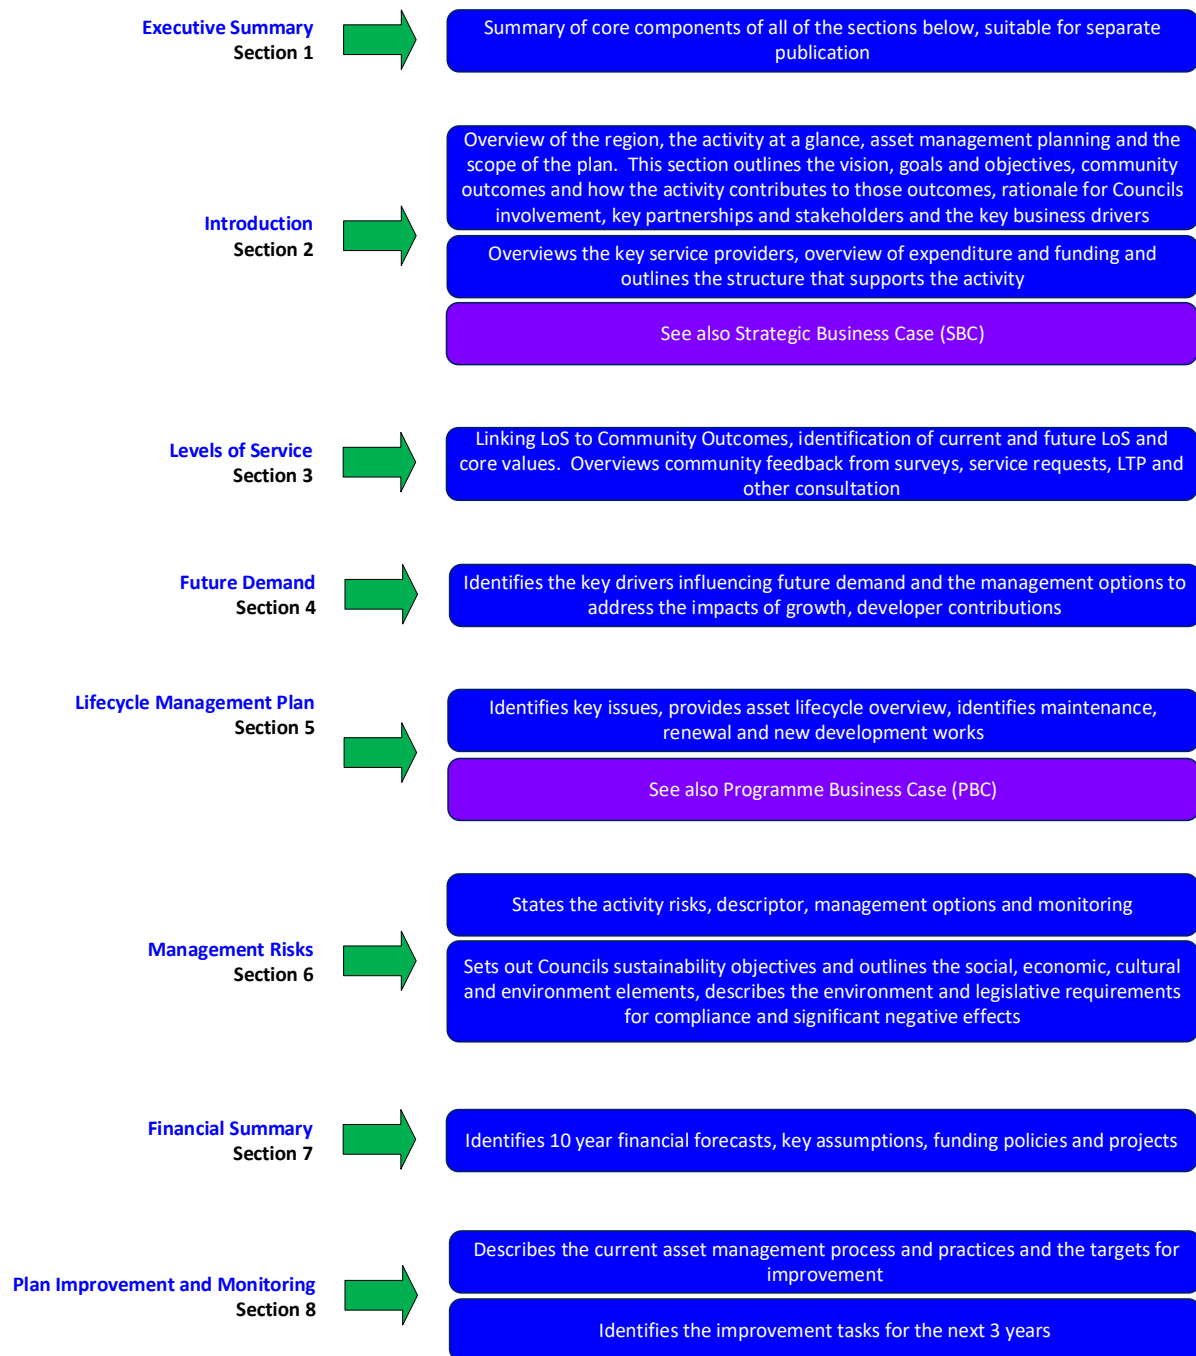 Executive Summary
Section 1
Summary of core components of all of the sections below, suitable for separate
publication
Introduction
Section 2
Overview of the region, the activity at a glance, asset management planning and the
scope of the plan.  This section outlines the vision, goals and objectives, community
outcomes and how the activity contributes to those outcomes, rationale for Councils
involvement, key partnerships and stakeholders and the key business drivers
Overviews the key service providers, overview of expenditure and funding and
outlines the structure that supports the activity
See also Strategic Business Case (SBC)
Levels of Service
Section 3
Linking LoS to Community Outcomes, identification of current and future LoS and
core values.  Overviews community feedback from surveys, service requests, LTP and
other consultation
Future Demand
Section 4
Identifies the key drivers influencing future demand and the management options to
address the impacts of growth, developer contributions
Lifecycle Management Plan
Section 5
Identifies key issues, provides asset lifecycle overview, identifies maintenance,
renewal and new development works
See also Programme Business Case (PBC)
Management Risks
Section 6
States the activity risks, descriptor, management options and monitoring
Sets out Councils sustainability objectives and outlines the social, economic, cultural
and environment elements, describes the environment and legislative requirements
for compliance and significant negative effects
Financial Summary
Section 7
Identifies 10 year financial forecasts, key assumptions, funding policies and projects
Plan Improvement and Monitoring
Section 8
Describes the current asset management process and practices and the targets for
improvement
Identifies the improvement tasks for the next 3 years